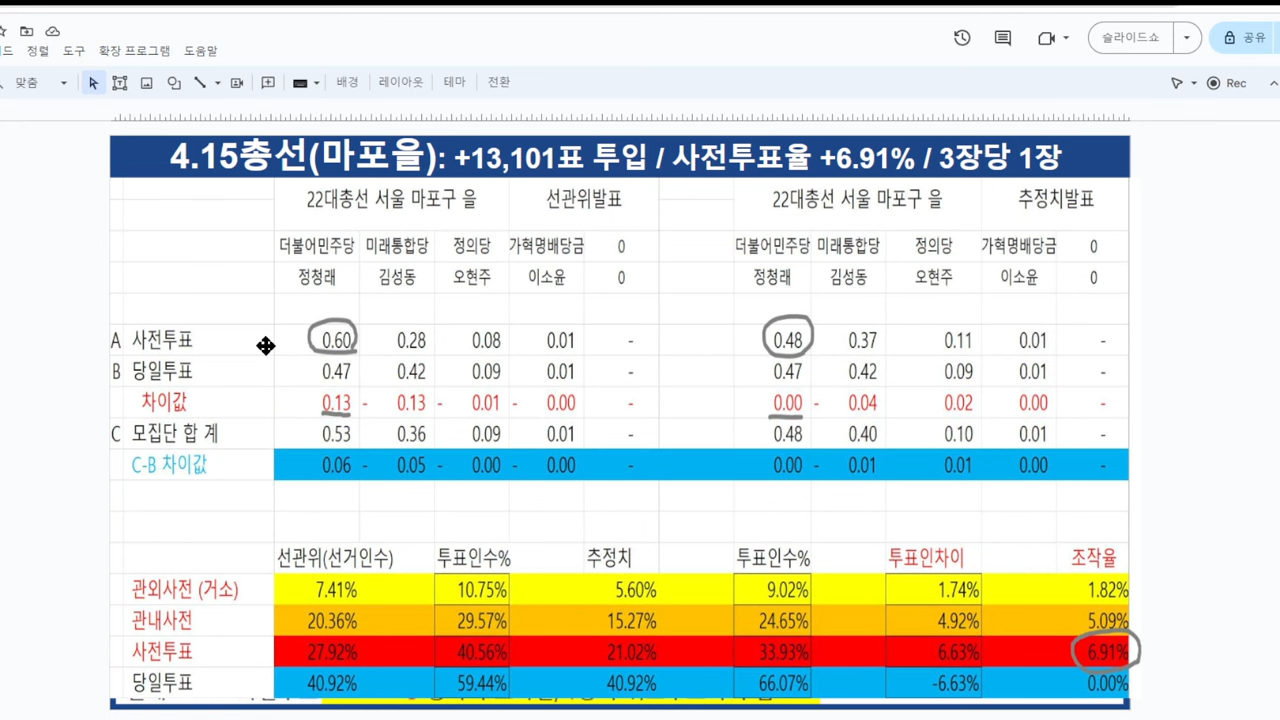 정렬 도구 확장 프로그램 도움말
슬라이드쇼
공유
맞춤
배경 레이아웃 테마 전환
Rec
4.15총선(마포을): +13,101표 투입 / 사전투표율 +6.91% / 3장당 1장
22대총선 서울 마포구 을 선관위발표 22대총선 서울 마포구 을 추정치발표
더불어민주당 미래통합당 정의당 가혁명배당금 0 더불어민주당 미래통합당 정의당 가혁명배당금 0
정청래 김성동 오현주 이소윤 0 정청래 김성동 오현주 이소윤 0
A 사전투표 0.60 0.28 0.08 0.01 - 0.48 0.37 0.11 0.01 -
B 당일투표 0.47 0.42 0.09 0.01 - 0.47 0.42 0.09 0.01 -
차이값 0.13 - 0.13 - 0.01 - 0.00 - 0.00 - 0.04 0.02 0.00 -
C 모집단 합 계 0.53 0.36 0.09 0.01 - 0.48 0.40 0.10 0.01 -
C-B 차이값 0.06 - 0.05 - 0.00 - 0.00 - 0.00 - 0.01 0.01 0.00 -
선관위(선거인수) 투표인수% 추정치 투표인수% 투표인차이 조작율
관외사전 (거소) 7.41% 10.75% 5.60% 9.02% 1.74% 1.82%
관내사전 20.36% 29.57% 15.27% 24.65% 4.92% 5.09%
사전투표 27.92% 40.56% 21.02% 33.93% 6.63% 6.91%
당일투표 40.92% 59.44% 40.92% 66.07% -6.63% 0.00%